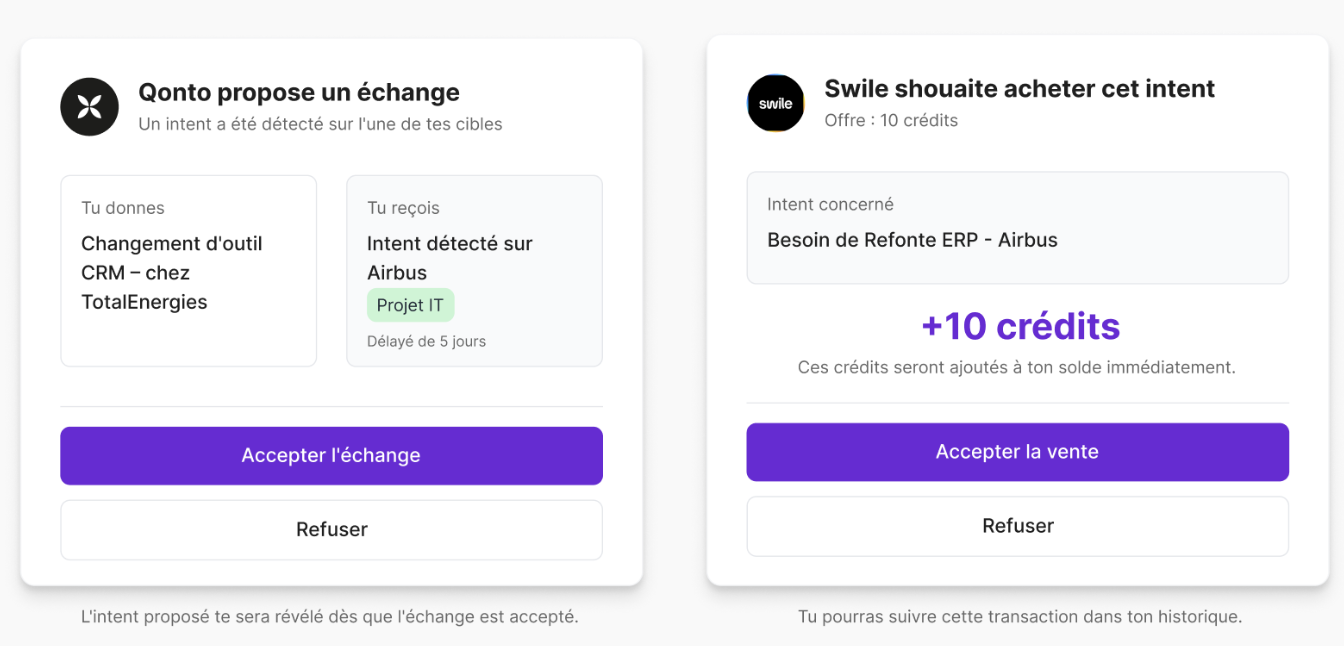 Qonto propose un échange
Un intent a été détecté sur l'une de tes cibles
Tu donnes
Changement d'outil
CRM – chez
TotalEnergies
Tu reçois
Intent détecté sur
Airbus
Projet IT
Délayé de 5 jours
Accepter l'échange
Refuser
L'intent proposé te sera révélé dès que l'échange est accepté.
swile
Swile shouaite acheter cet intent
Offre : 10 crédits
Intent concerné
Besoin de Refonte ERP - Airbus
+10 crédits
Ces crédits seront ajoutés à ton solde immédiatement.
Accepter la vente
Refuser
Tu pourras suivre cette transaction dans ton historique.